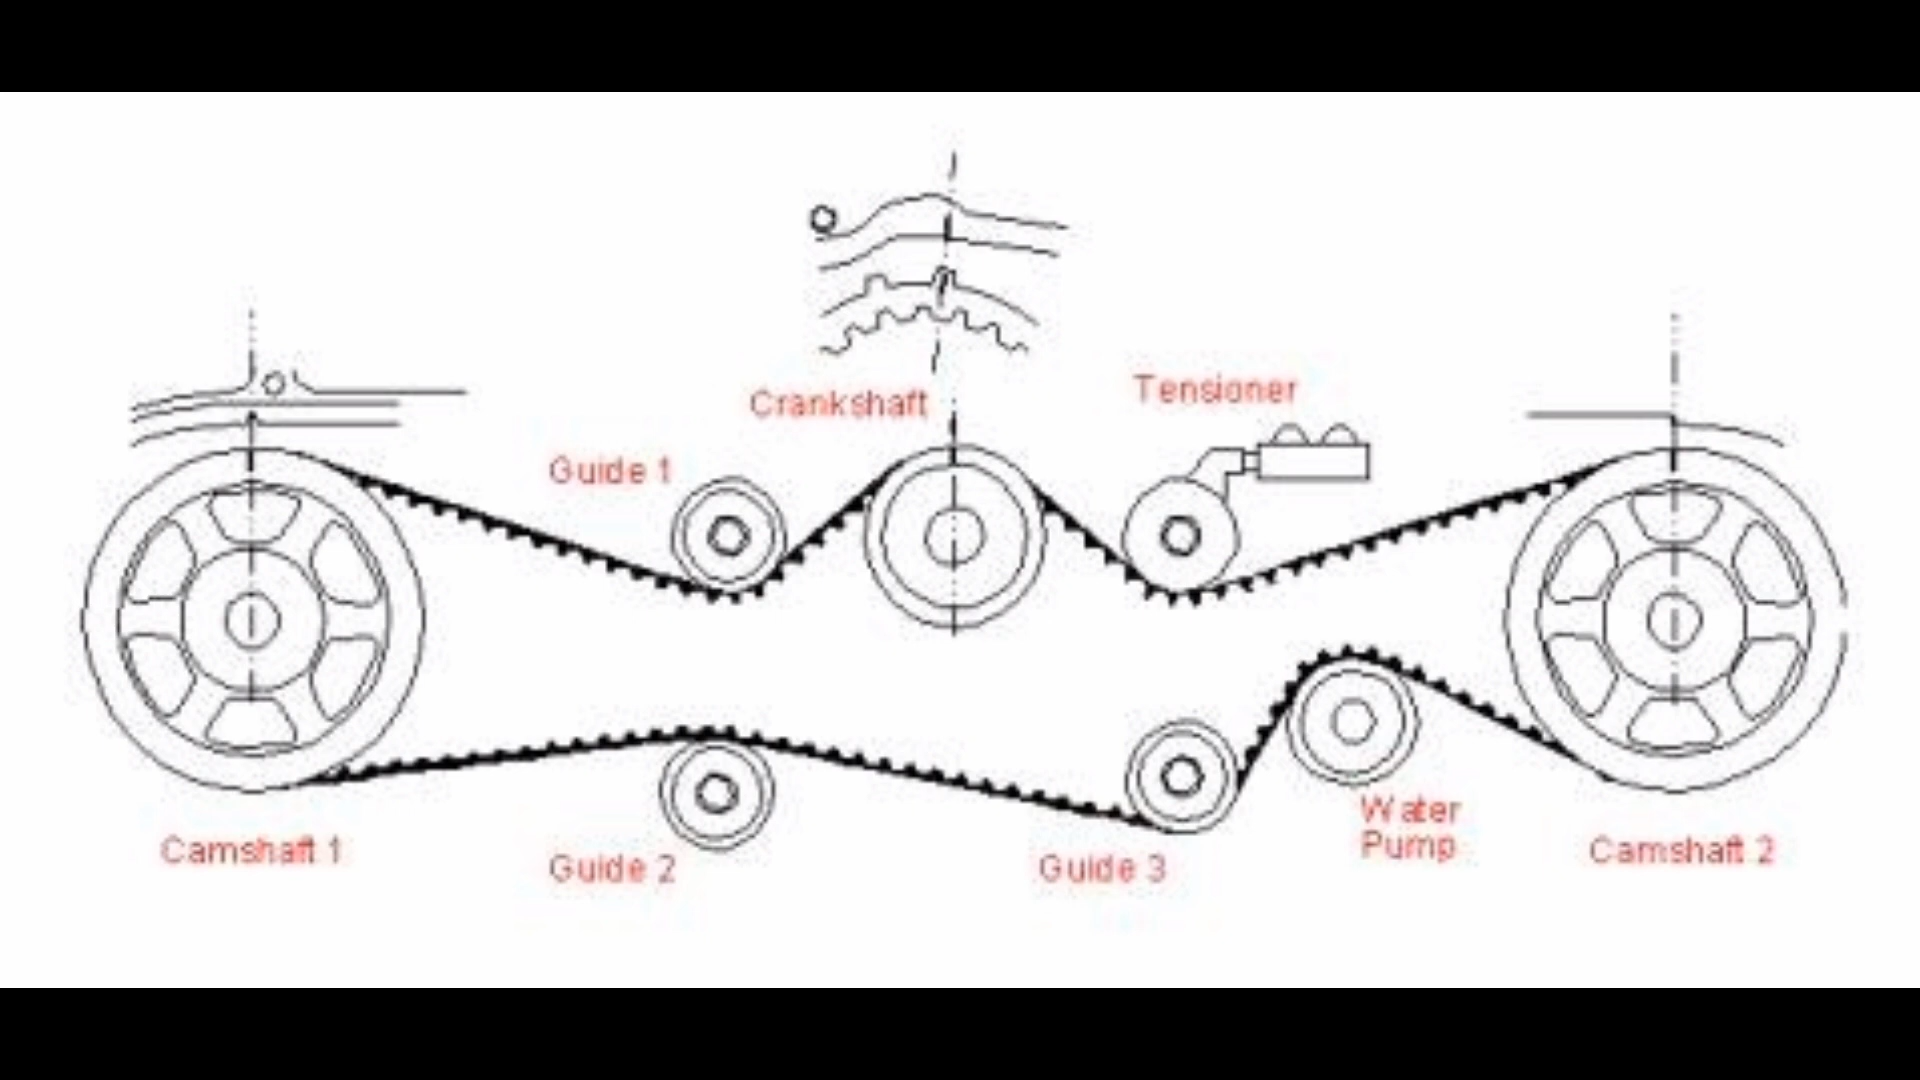 Crankshaft
Tensioner
Guide 1
Water
Pump
Camshaft 1
Guide 2
Guide 3
Camshaft 2